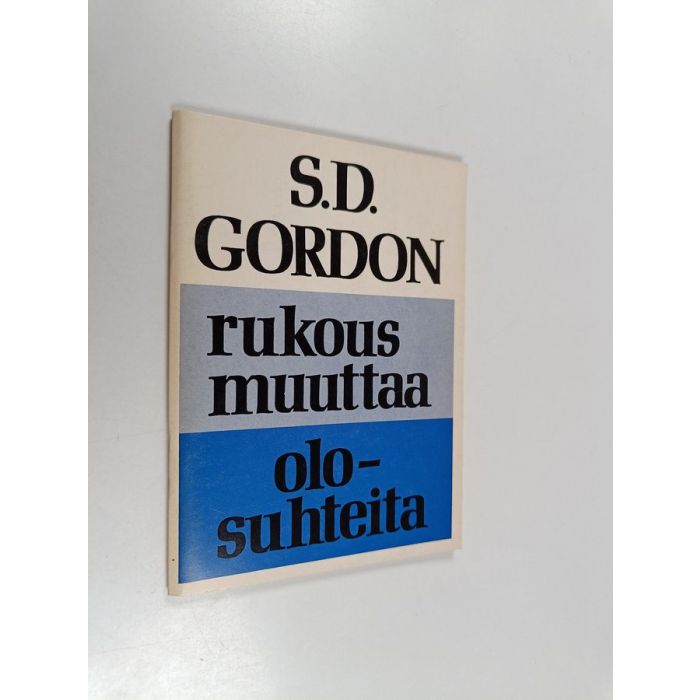 S.D.
GORDON
rukous
muuttaa
olo-
suhteita